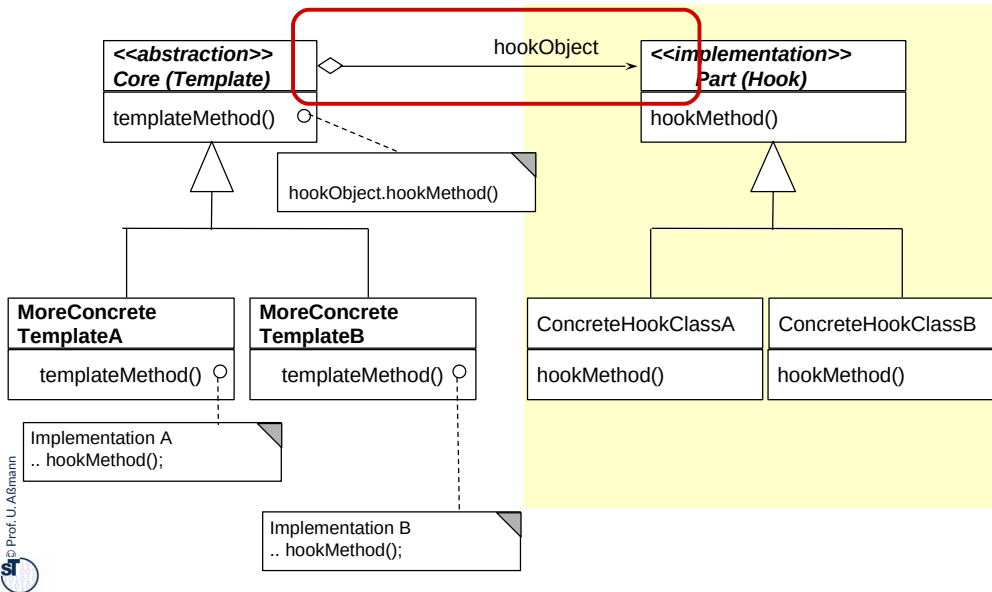 hookObject
<<abstraction>>
Core (Template)
templateMethod()
<<implementation>>
Part (Hook)
hookMethod()
hookObject.hookMethod()
MoreConcrete
TemplateA
templateMethod()
MoreConcrete
TemplateB
templateMethod()
ConcreteHookClassA
hookMethod()
ConcreteHookClassB
hookMethod()
Implementation A
.. hookMethod();
Implementation B
.. hookMethod();
© Prof. U. Aßmann
ST